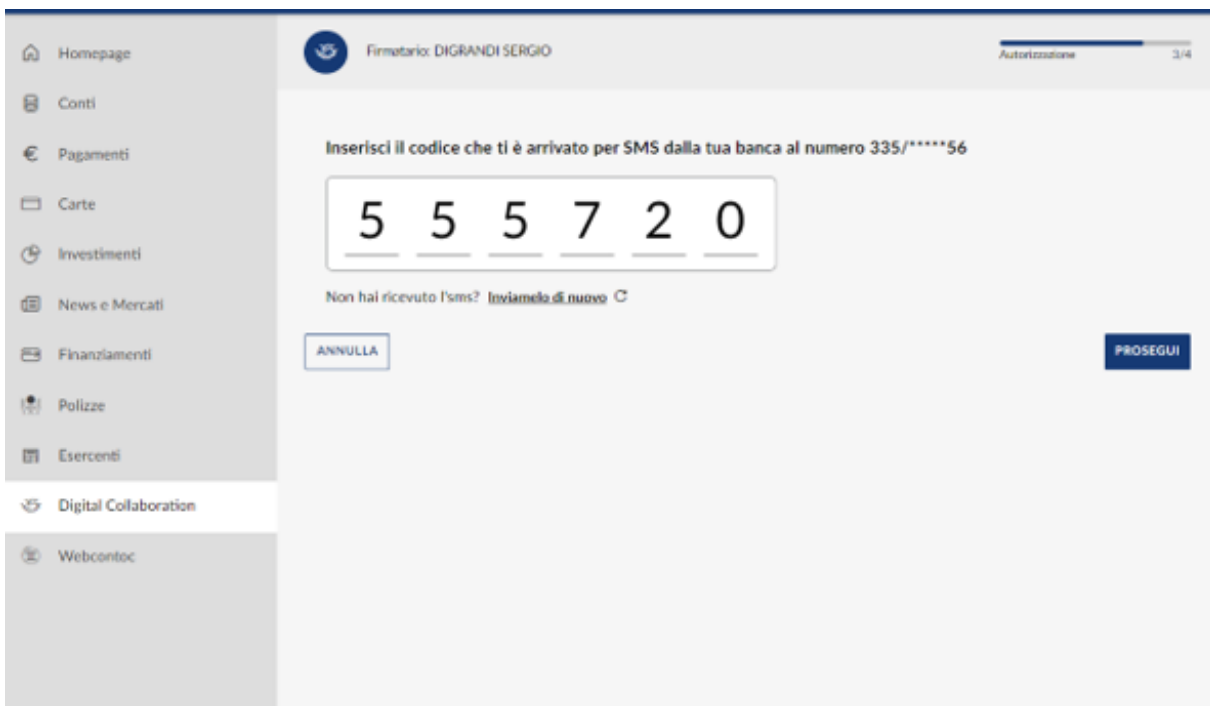 Homepage
Conti
Pagamenti
Carte
Investimenti
News e Mercati
Finanziamenti
Polizze
Esercenti
Digital Collaboration
Webcontoc
Firmatario: DIGRANDI SERGIO
Autorizzazione 3/4
Inserisci il codice che ti è arrivato per SMS dalla tua banca al numero 335/*****56
5 5 5 7 2 0
Non hai ricevuto l'sms? Inviamelo di nuovo
ANNULLA
PROSEGUI